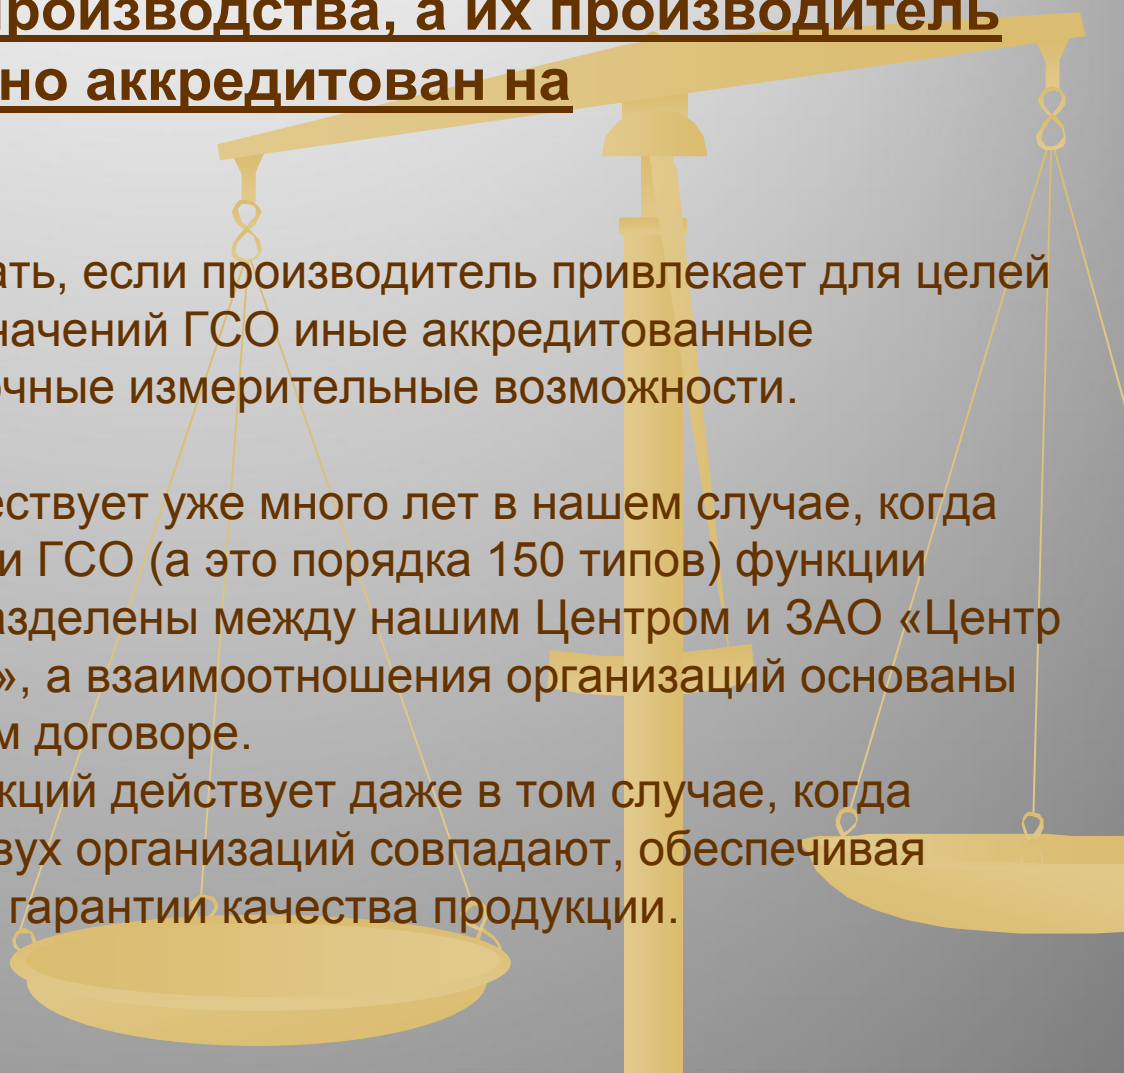 производства, а их производитель
но аккредитован на
ать, если производитель привлекает для целей
начений ГСО иные аккредитованные
очные измерительные возможности.
ествует уже много лет в нашем случае, когда
и ГСО (а это порядка 150 типов) функции
азделены между нашим Центром и ЗАО «Центр
», а взаимоотношения организаций основаны
м договоре.
кций действует даже в том случае, когда
вух организаций совпадают, обеспечивая
гарантии качества продукции.